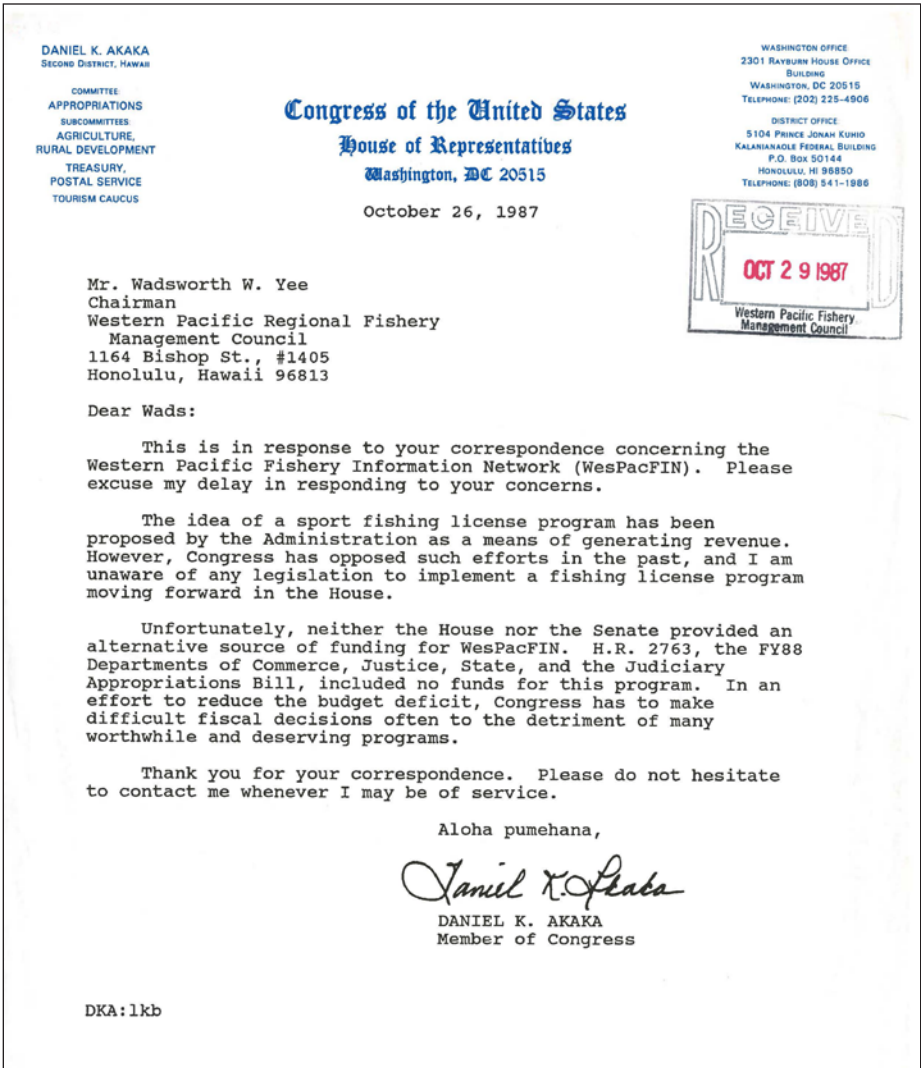 DANIEL K. AKAKA
SECOND DISTRICT, HAWAII
COMMITTEE:
APPROPRIATIONS
SUBCOMMITTEES:
AGRICULTURE,
RURAL DEVELOPMENT
TREASURY,
POSTAL SERVICE
TOURISM CAUCUS
Congress of the United States
House of Representatives
Washington, DC 20515
October 26, 1987
WASHINGTON OFFICE:
2301 RAYBURN HOUSE OFFICE
BUILDING
WASHINGTON, DC 20515
TELEPHONE: (202) 225-4906
DISTRICT OFFICE:
5104 PRINCE JONAH KUHIO
KALANIANAOLE FEDERAL BUILDING
P.O. BOX 50144
HONOLULU, HI 96850
TELEPHONE: (808) 541-1986
RECEIVED
OCT 29 1987
Western Pacific Fishery
Management Council
Mr. Wadsworth W. Yee
Chairman
Western Pacific Regional Fishery
Management Council
1164 Bishop St., #1405
Honolulu, Hawaii 96813
Dear Wads:
This is in response to your correspondence concerning the
Western Pacific Fishery Information Network (WesPacFIN). Please
excuse my delay in responding to your concerns.
The idea of a sport fishing license program has been
proposed by the Administration as a means of generating revenue.
However, Congress has opposed such efforts in the past, and I am
unaware of any legislation to implement a fishing license program
moving forward in the House.
Unfortunately, neither the House nor the Senate provided an
alternative source of funding for WesPacFIN. H.R. 2763, the FY88
Departments of Commerce, Justice, State, and the Judiciary
Appropriations Bill, included no funds for this program. In an
effort to reduce the budget deficit, Congress has to make
difficult fiscal decisions often to the detriment of many
worthwhile and deserving programs.
Thank you for your correspondence. Please do not hesitate
to contact me whenever I may be of service.
Aloha pumehana,
Daniel K. Akaka
DANIEL K. AKAKA
Member of Congress
DKA:lkb